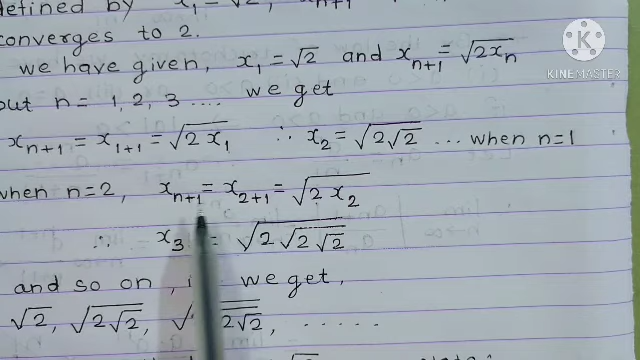 defined by x₁ = √2, xₙ₊₁
converges to 2.
we have given, x₁ = √2 and xₙ₊₁ = √(2xₙ)
put n = 1, 2, 3 .... we get
xₙ₊₁ = x₁₊₁ = √(2 x₁) ∴ x₂ = √(2√2) ... when n=1
when n=2, xₙ₊₁ = x₂₊₁ = √(2 x₂)
∴ x₃ = √(2√(2√2))
and so on, we get,
√2, √(2√2), √(2√2), . . . . .
KINEMASTER